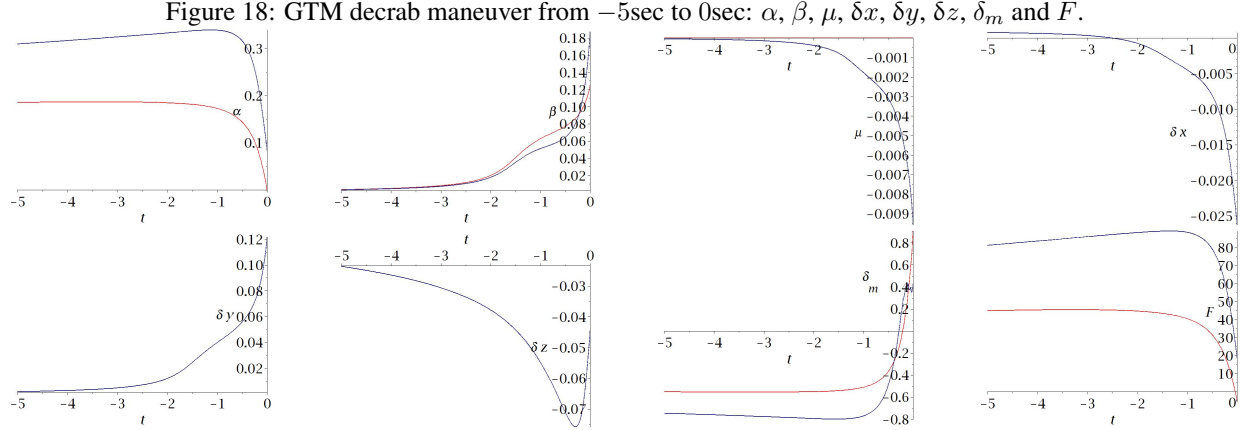 Figure 18: GTM decrab maneuver from −5sec to 0sec: α, β, μ, δx, δy, δz, δm and F.
0.3
0.2
0.1
α
-5 -4 -3 -2 -1 0
t
0.18
0.16
0.14
0.12
0.10
0.08
0.06
0.04
0.02
β
-5 -4 -3 -2 -1 0
t
-5 -4 -3 -2 -1
t
-0.001
-0.002
-0.003
-0.004
-0.005
-0.006
-0.007
-0.008
-0.009
μ
-5 -4 -3 -2 -1 0
t
-0.005
-0.010
-0.015
-0.020
-0.025
δ x
0.12
0.10
0.08
0.06
0.04
0.02
δ y
-5 -4 -3 -2 -1 0
t
t
-5 -4 -3 -2 -1 0
-0.03
-0.04
-0.05
-0.06
-0.07
δ z
0.8
0.6
0.4
0.2
δm
-5 -4 -3 -2 -1
t
-0.2
-0.4
-0.6
-0.8
80
70
60
50
40
30
20
10
F
-5 -4 -3 -2 -1 0
t